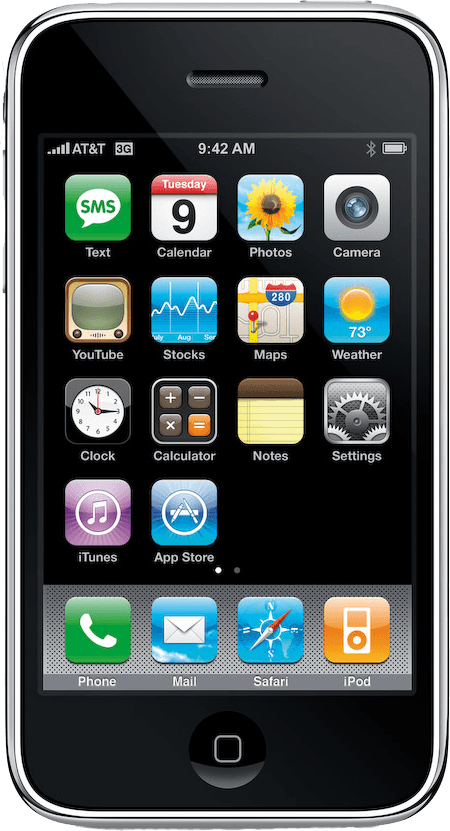 AT&T 3G 9:42 AM
SMS Tuesday 9
Text Calendar Photos Camera
280 73°
YouTube Stocks Maps Weather
Clock Calculator Notes Settings
iTunes App Store
Phone Mail Safari iPod